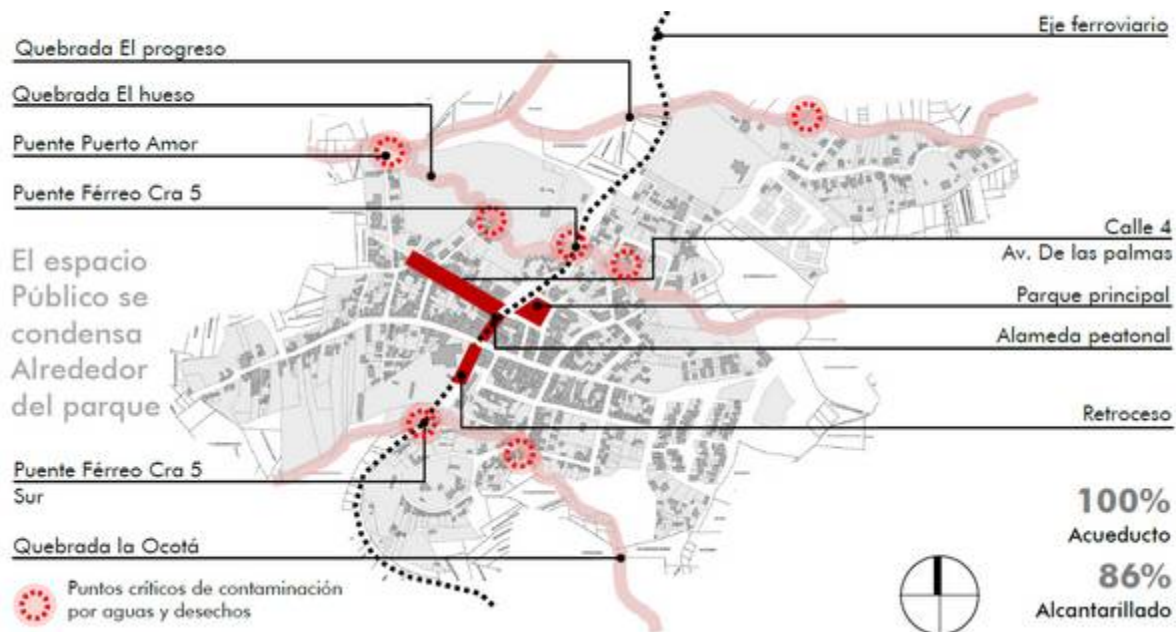 Quebrada El progreso
Quebrada El hueso
Puente Puerto Amor
Puente Férreo Cra 5
El espacio
Público se
condensa
Alrededor
del parque
Puente Férreo Cra 5
Sur
Quebrada la Ocotá
Puntos críticos de contaminación
por aguas y desechos
Eje ferroviario
Calle 4
Av. De las palmas
Parque principal
Alameda peatonal
Retroceso
100%
Acueducto
86%
Alcantarillado